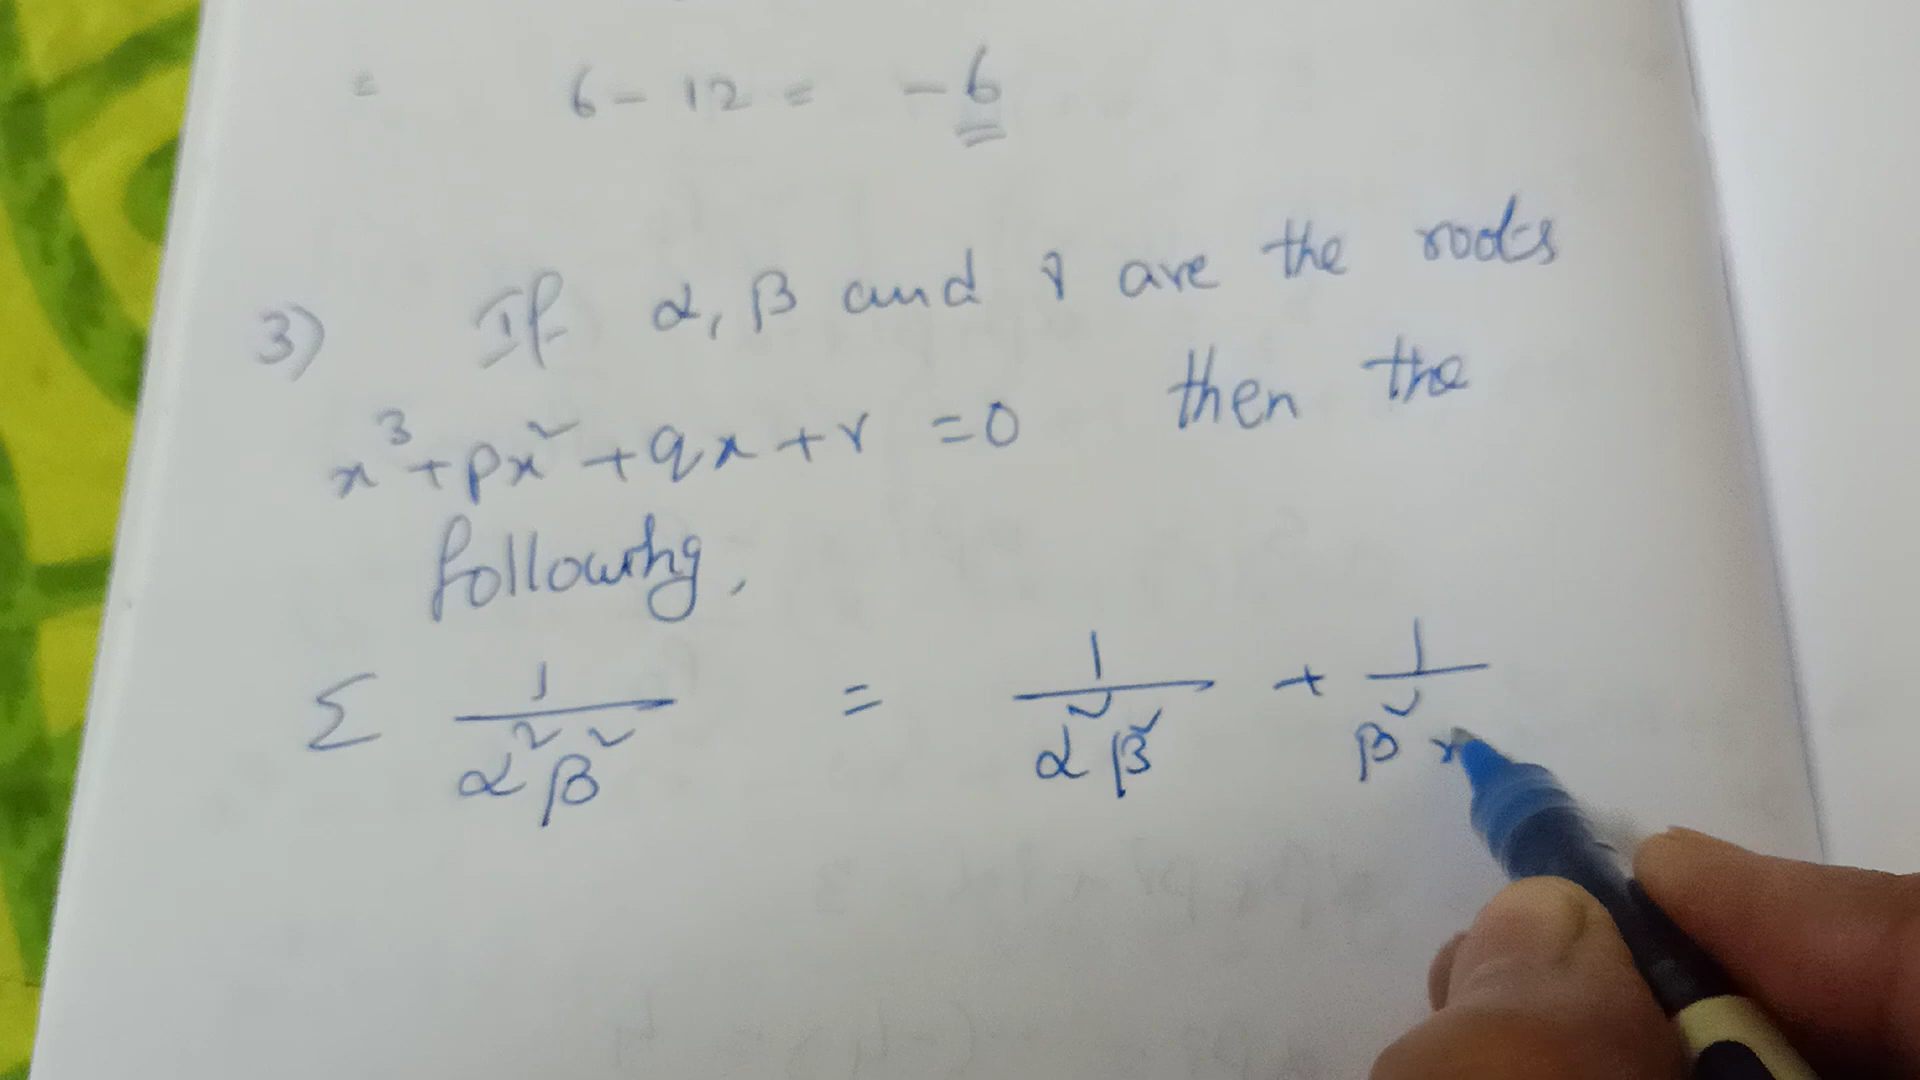 = 6 - 12 = - 6
3) If α, β and γ are the roots
x³ + px² + qx + r = 0 then the
following,
Σ 1/α²β² = 1/α²β² + 1/β²γ